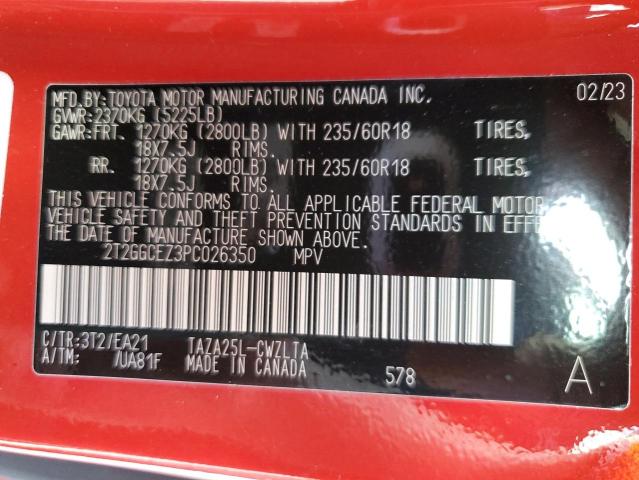 MFD.BY:TOYOTA MOTOR MANUFACTURING CANADA INC. 02/23
GVWR:2370KG (5225LB)
GAWR:FRT. 1270KG (2800LB) WITH 235/60R18 TIRES,
18X7.5J RIMS.
RR. 1270KG (2800LB) WITH 235/60R18 TIRES,
18X7.5J RIMS.
THIS VEHICLE CONFORMS TO ALL APPLICABLE FEDERAL MOTOR
VEHICLE SAFETY AND THEFT PREVENTION STANDARDS IN EFFE
THE DATE OF MANUFACTURE SHOWN ABOVE.
2T2GGCEZ3PC026350 MPV
C/TR:3T2/EA21 TAZA25L-CWZLTA
A/TM: /UA81F MADE IN CANADA
578 A